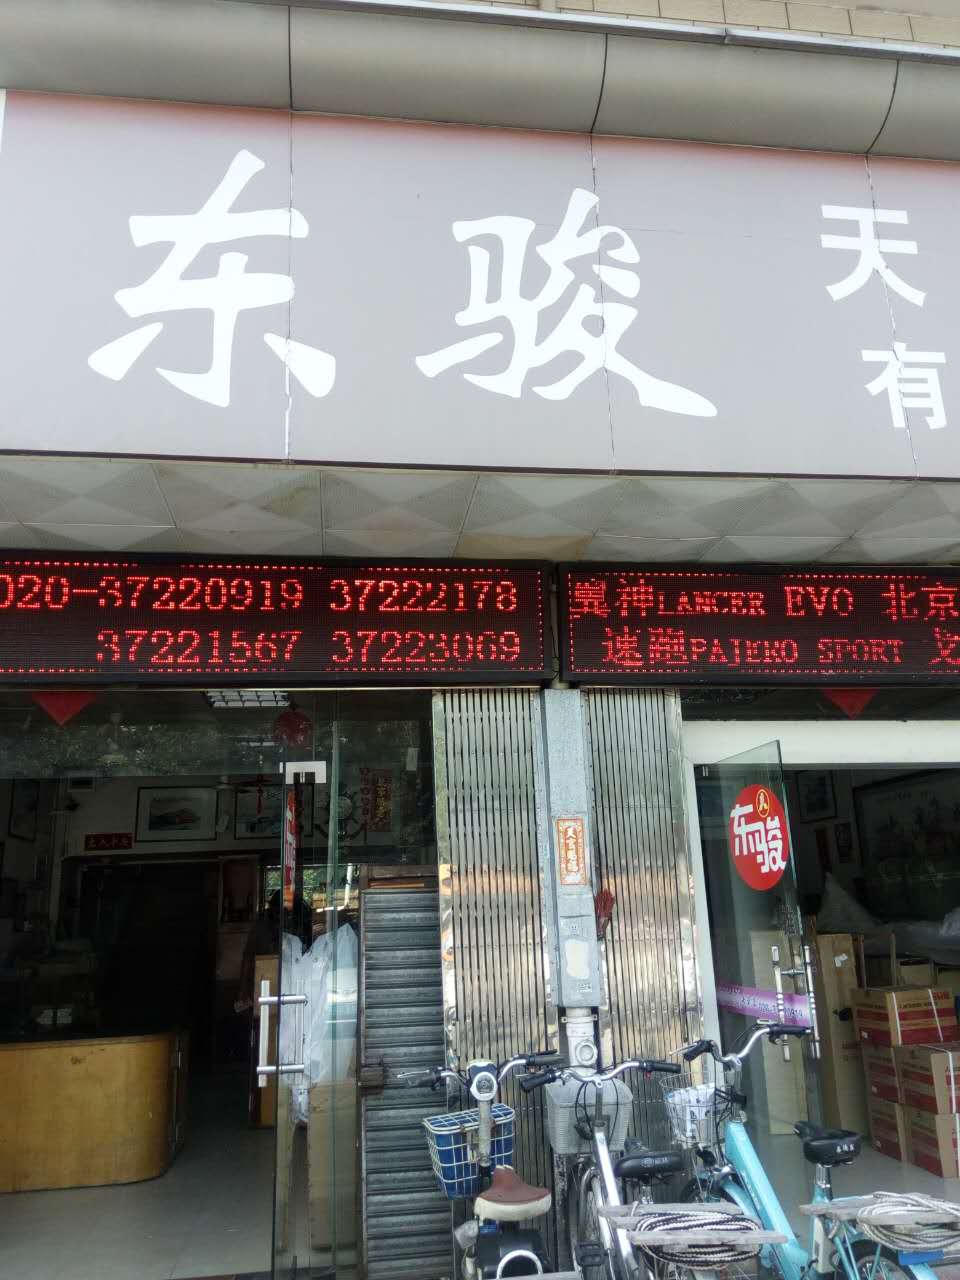 东骏
天
有
020-37220919 37222178
37221567 37223069
翼神LANCER EVO 北京
速跑PAJERO SPORT
东骏